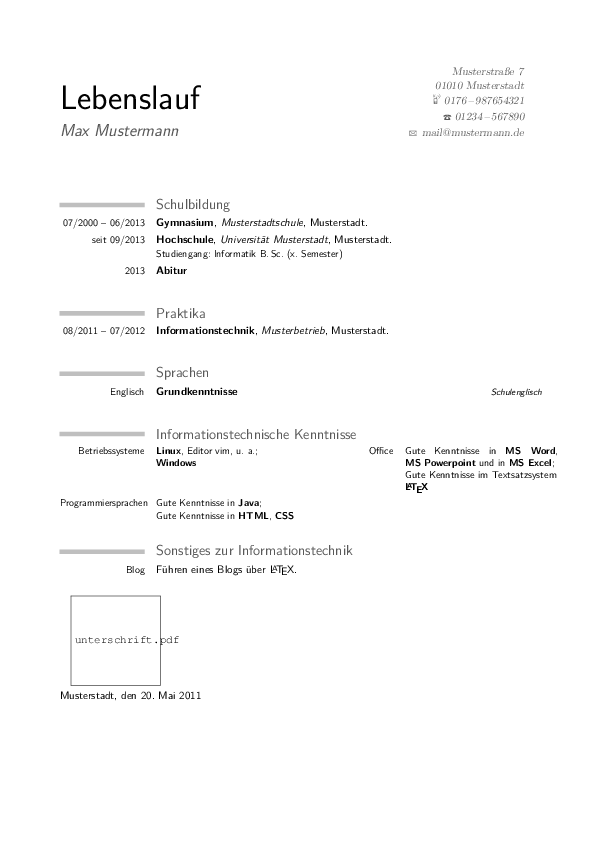 Musterstraße 7
01010 Musterstadt
Lebenslauf
0176–987654321
01234–567890
Max Mustermann
mail@mustermann.de
Schulbildung
07/2000 – 06/2013 Gymnasium, Musterstadtschule, Musterstadt.
seit 09/2013 Hochschule, Universität Musterstadt, Musterstadt.
Studiengang: Informatik B. Sc. (x. Semester)
2013 Abitur
Praktika
08/2011 – 07/2012 Informationstechnik, Musterbetrieb, Musterstadt.
Sprachen
Englisch Grundkenntnisse Schulenglisch
Informationstechnische Kenntnisse
Betriebssysteme Linux, Editor vim, u. a.;
Windows
Office Gute Kenntnisse in MS Word,
MS Powerpoint und in MS Excel;
Gute Kenntnisse im Textsatzsystem
LATEX
Programmiersprachen Gute Kenntnisse in Java;
Gute Kenntnisse in HTML, CSS
Sonstiges zur Informationstechnik
Blog Führen eines Blogs über LATEX.
unterschrift.pdf
Musterstadt, den 20. Mai 2011